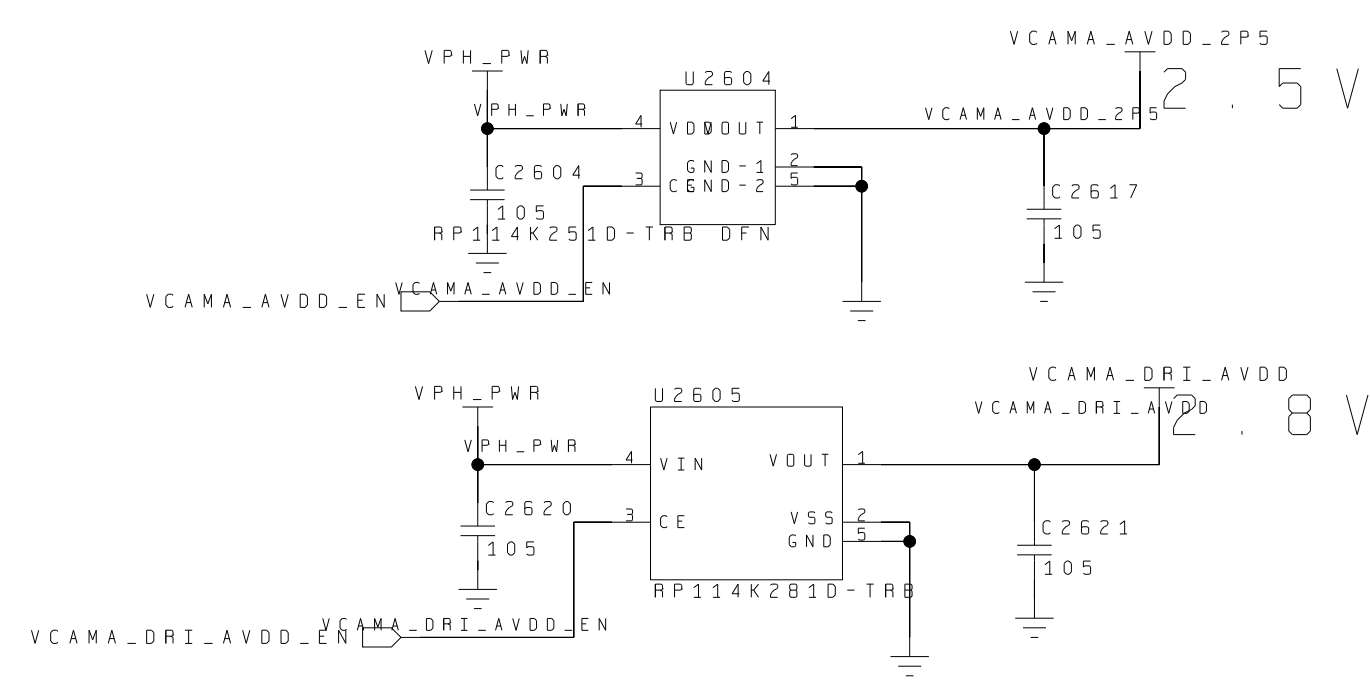 VCAMA_AVDD_2P5
VPH_PWR
2.5V
U2604
VPH_PWR
4
VDD
VOUT
1
VCAMA_AVDD_2P5
GND-1
2
C2604
3
CE
GND-2
5
C2617
105
RP114K251D-TRB DFN
105
VCAMA_AVDD_EN
VCAMA_AVDD_EN
VCAMA_DRI_AVDD
VPH_PWR
U2605
VCAMA_DRI_AVDD
2.8V
VPH_PWR
4
VIN
VOUT
1
C2620
3
CE
VSS
2
C2621
105
GND
5
105
RP114K281D-TRB
VCAMA_DRI_AVDD_EN
VCAMA_DRI_AVDD_EN